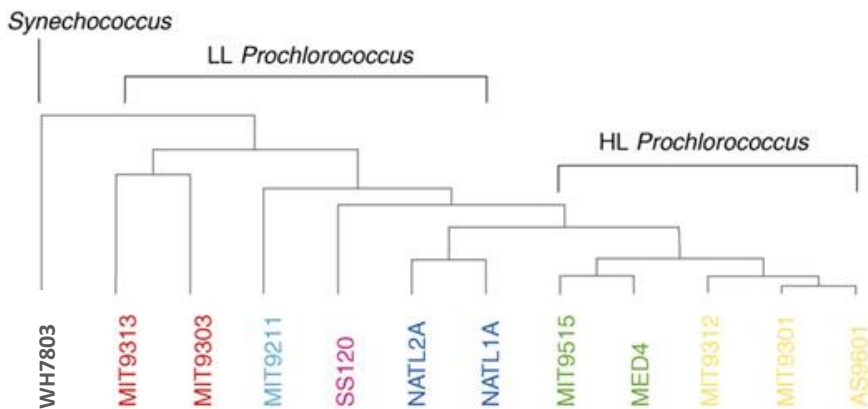 Synechococcus
LL Prochlorococcus
HL Prochlorococcus
WH7803
MIT9313
MIT9303
MIT9211
SS120
NATL2A
NATL1A
MIT9515
MED4
MIT9312
MIT9301
AS9601